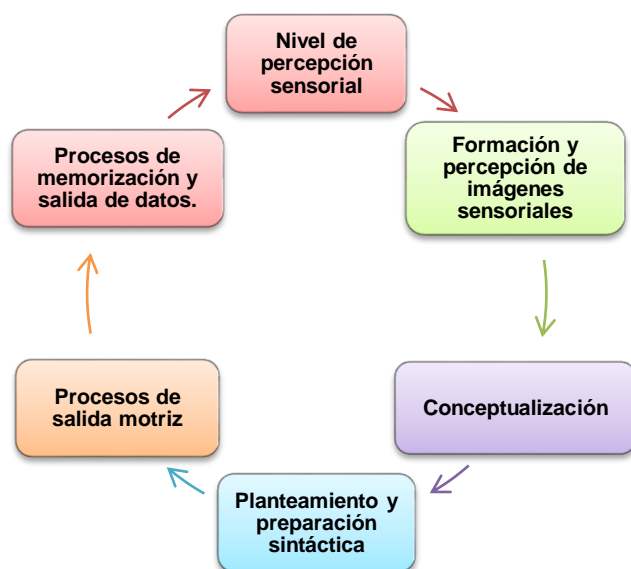 Nivel de
percepción
sensorial
Formación y
percepción de
imágenes
sensoriales
Conceptualización
Planteamiento y
preparación
sintáctica
Procesos de
salida motriz
Procesos de
memorización y
salida de datos.